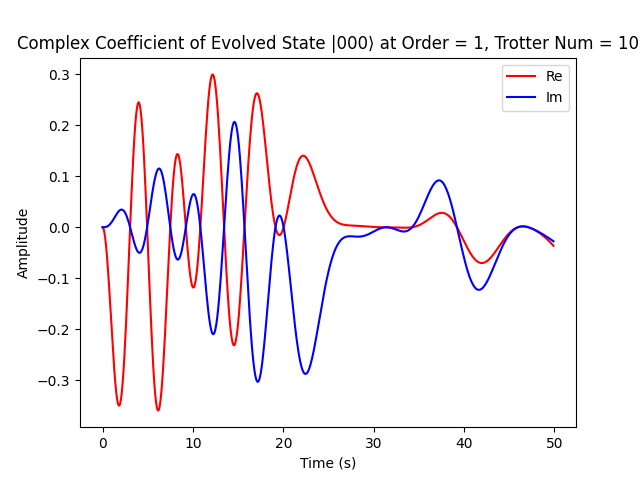 Complex Coefficient of Evolved State |000⟩ at Order = 1, Trotter Num = 10
Re
Im
0.3
0.2
0.1
0.0
−0.1
−0.2
−0.3
Amplitude
0 10 20 30 40 50
Time (s)